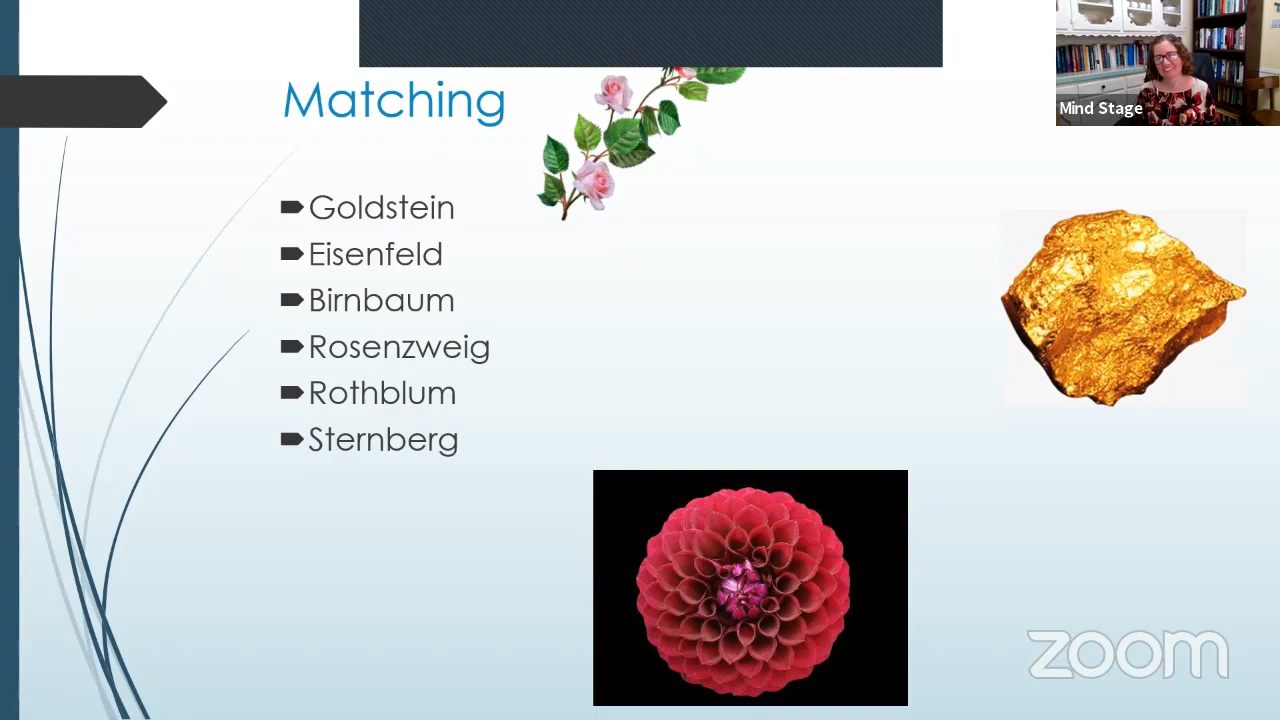 Matching
Mind Stage
Goldstein
Eisenfeld
Birnbaum
Rosenzweig
Rothblum
Sternberg
zoom